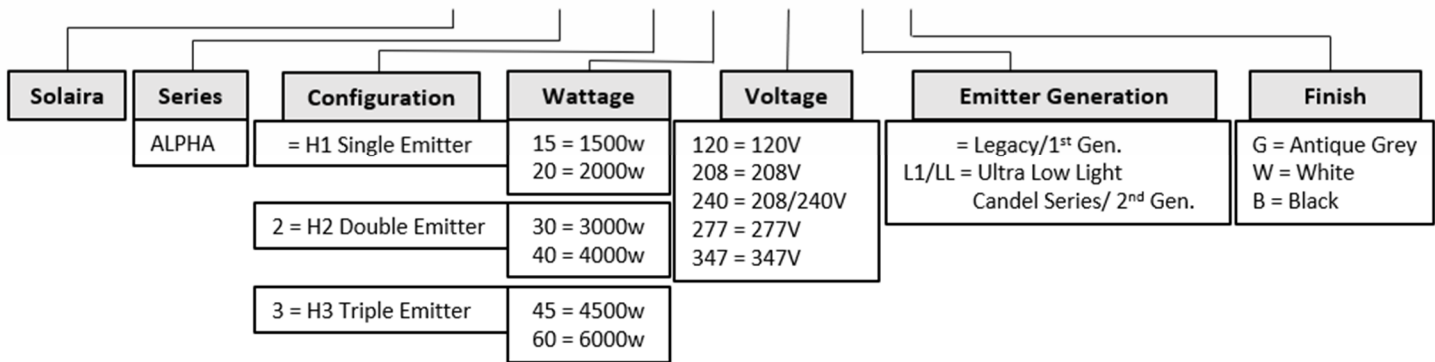 Solaira Series Configuration Wattage Voltage Emitter Generation Finish
ALPHA
= H1 Single Emitter
15 = 1500w
20 = 2000w
2 = H2 Double Emitter
30 = 3000w
40 = 4000w
3 = H3 Triple Emitter
45 = 4500w
60 = 6000w
120 = 120V
208 = 208V
240 = 208/240V
277 = 277V
347 = 347V
= Legacy/1st Gen.
L1/LL = Ultra Low Light
Candel Series/ 2nd Gen.
G = Antique Grey
W = White
B = Black